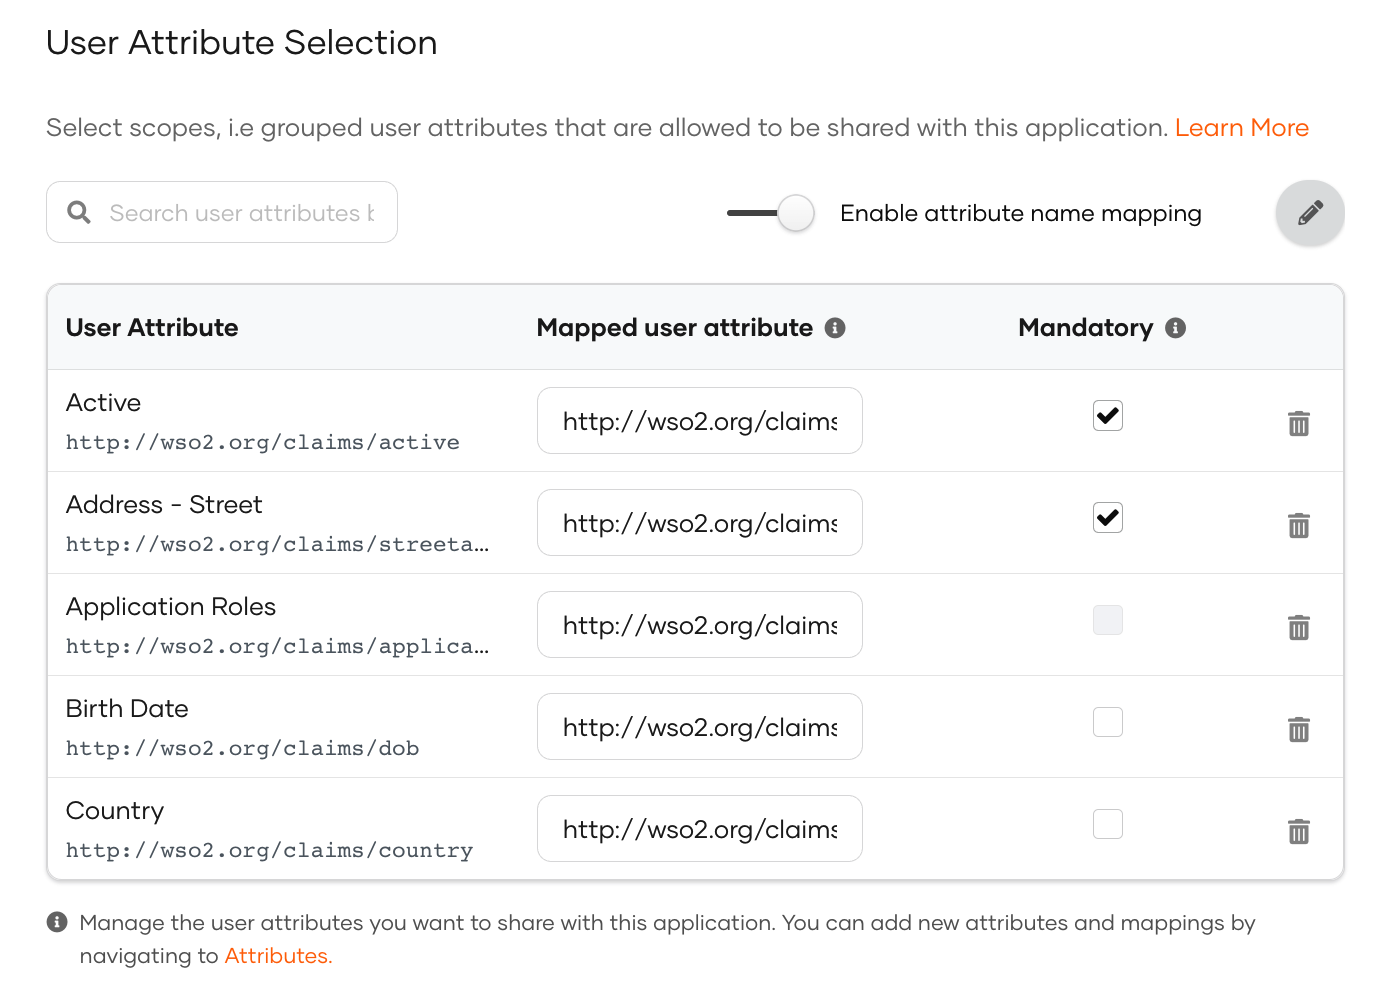 User Attribute Selection
Select scopes, i.e grouped user attributes that are allowed to be shared with this application. Learn More
Search user attributes b
Enable attribute name mapping
User Attribute
Mapped user attribute
Mandatory
Active
http://wso2.org/claims/active
http://wso2.org/claims
Address - Street
http://wso2.org/claims/streeta...
http://wso2.org/claims
Application Roles
http://wso2.org/claims/applica...
http://wso2.org/claims
Birth Date
http://wso2.org/claims/dob
http://wso2.org/claims
Country
http://wso2.org/claims/country
http://wso2.org/claims
Manage the user attributes you want to share with this application. You can add new attributes and mappings by
navigating to Attributes.